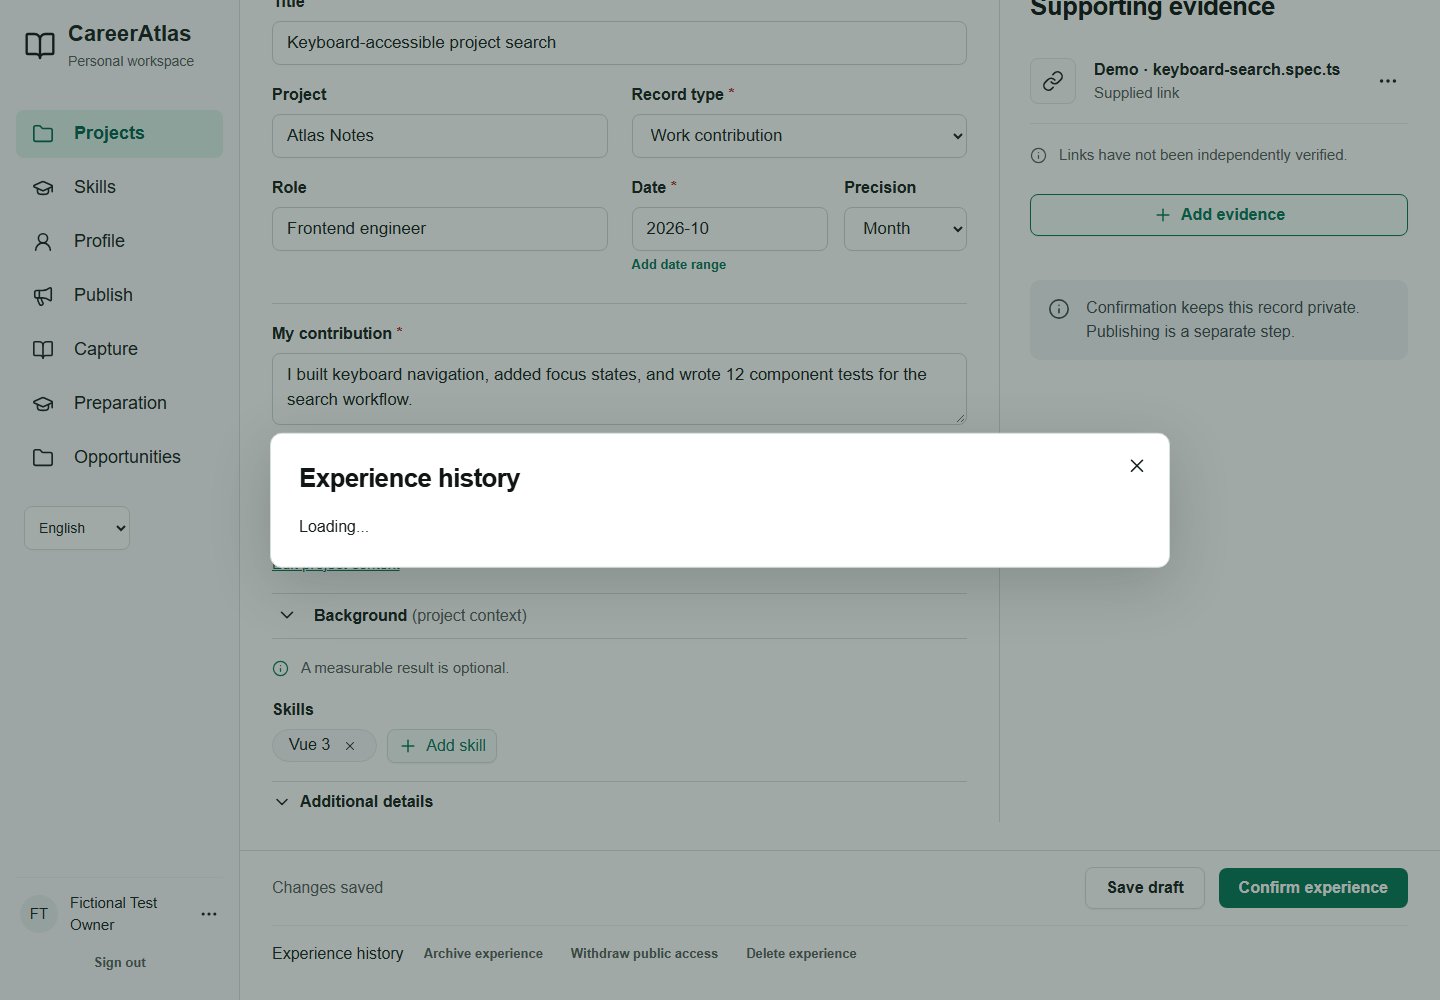 CareerAtlas
Personal workspace
Projects
Skills
Profile
Publish
Capture
Preparation
Opportunities
English
FT
Fictional Test
Owner
Sign out
Title
Keyboard-accessible project search
Project
Record type *
Atlas Notes
Work contribution
Role
Date *
Precision
Frontend engineer
2026-10
Month
Add date range
My contribution *
I built keyboard navigation, added focus states, and wrote 12 component tests for the
search workflow.
Experience history
Loading...
Background (project context)
A measurable result is optional.
Skills
Vue 3
Add skill
Additional details
Supporting evidence
Demo · keyboard-search.spec.ts
Supplied link
Links have not been independently verified.
Add evidence
Confirmation keeps this record private.
Publishing is a separate step.
Changes saved
Save draft
Confirm experience
Experience history
Archive experience
Withdraw public access
Delete experience